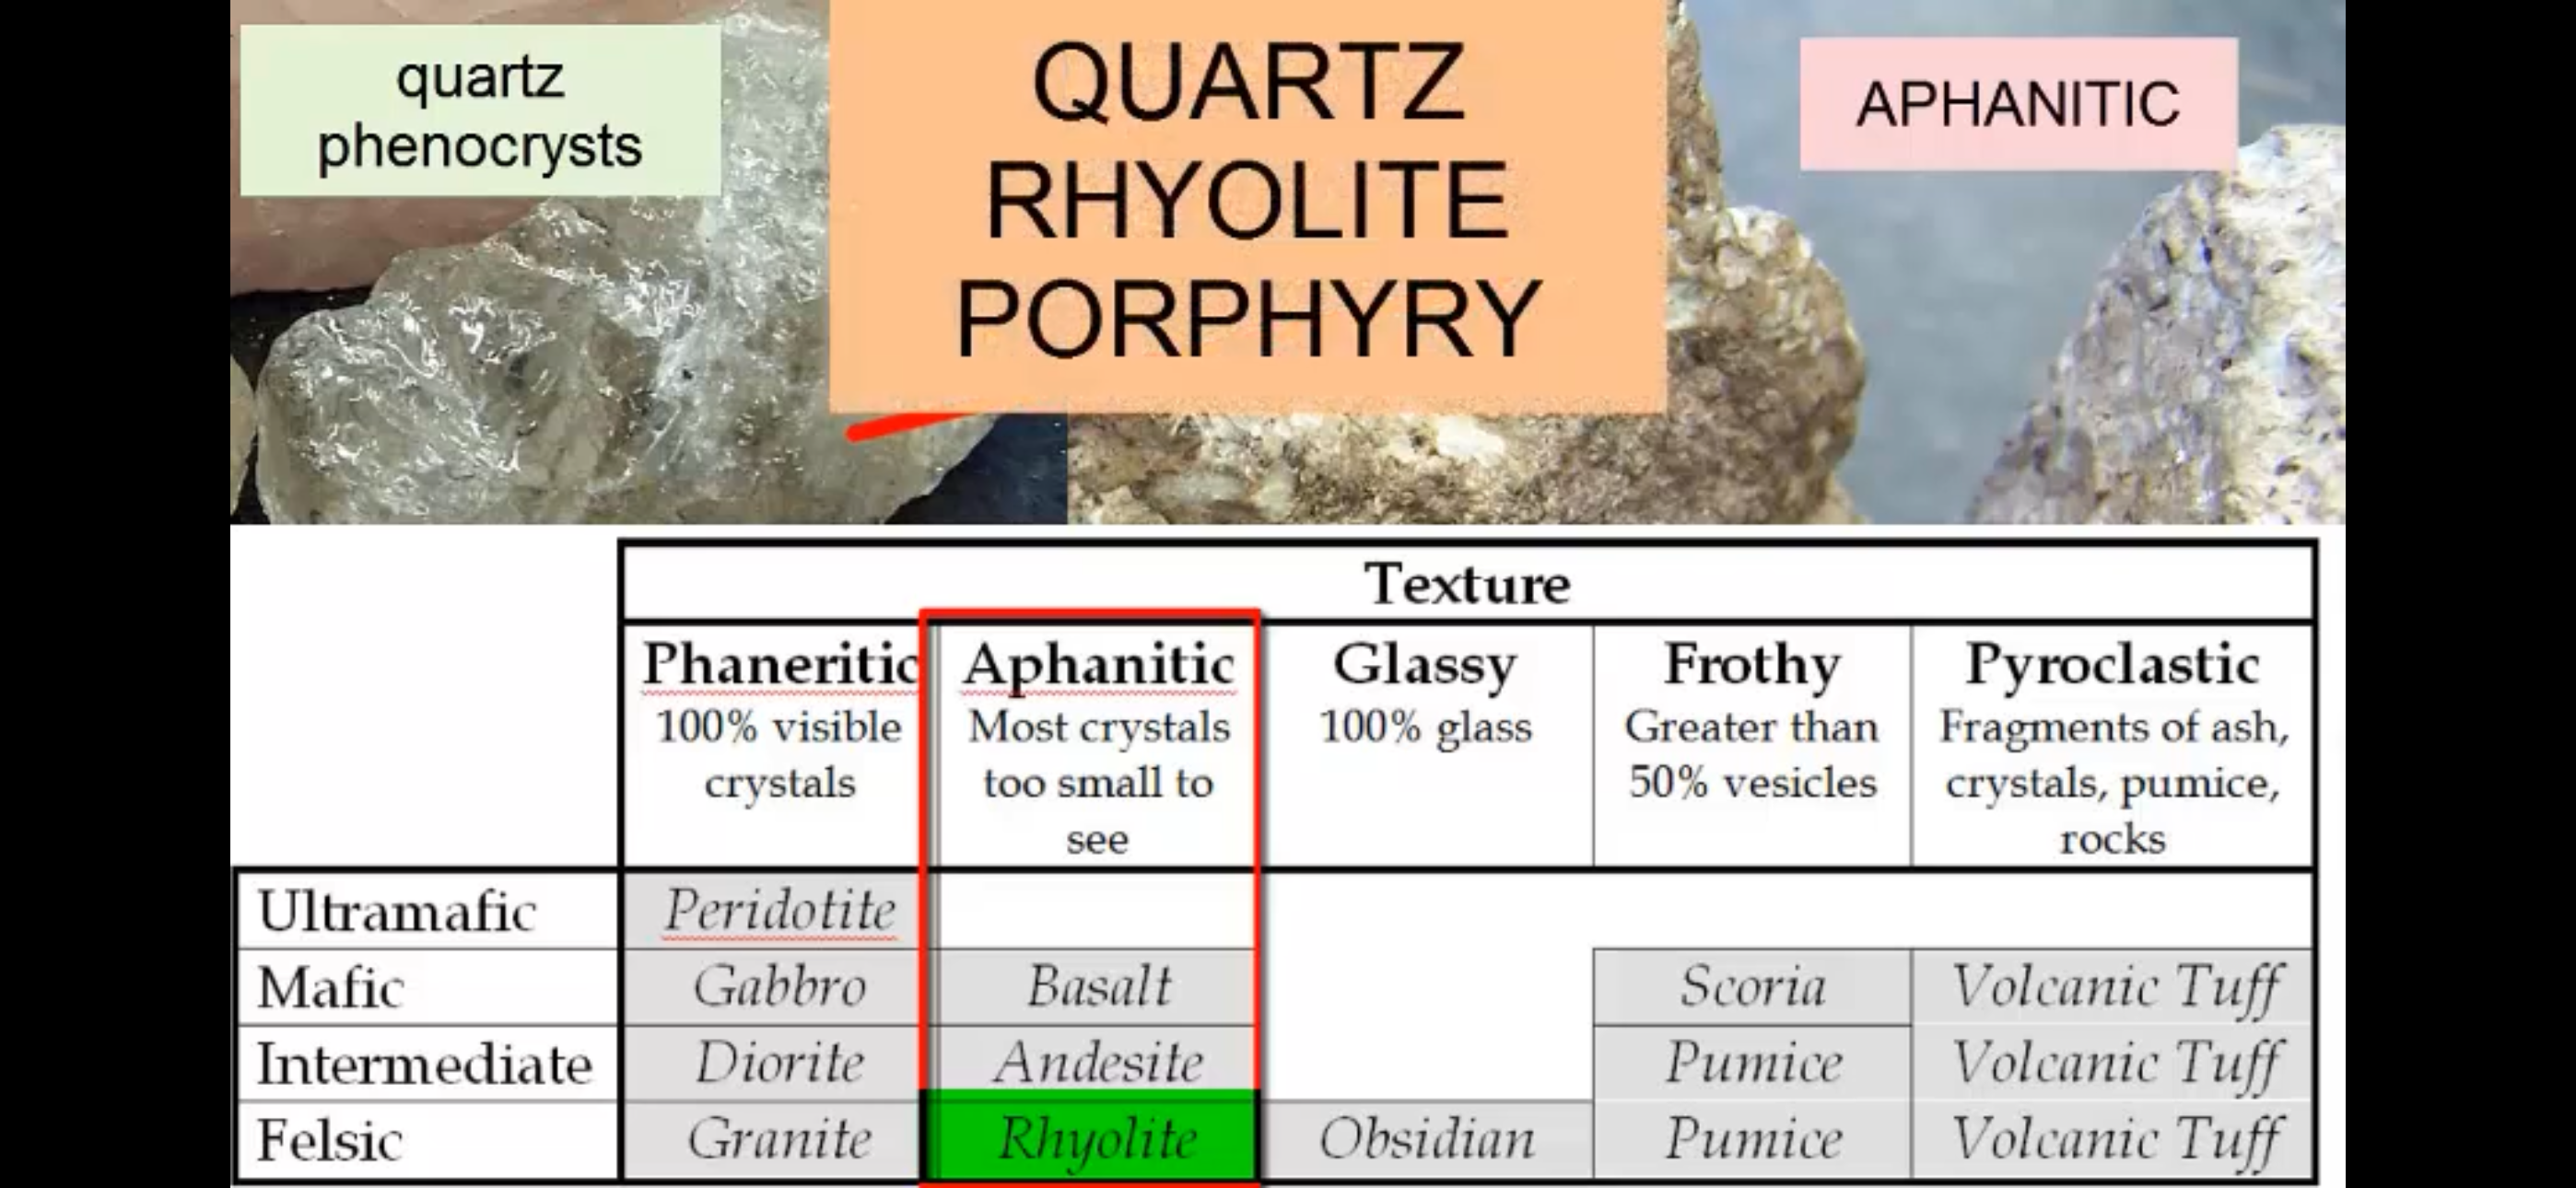 quartz
phenocrysts
QUARTZ
RHYOLITE
PORPHYRY
APHANITIC
Texture
Phaneritic
100% visible
crystals
Aphanitic
Most crystals
too small to
see
Glassy
100% glass
Frothy
Greater than
50% vesicles
Pyroclastic
Fragments of ash,
crystals, pumice,
rocks
Ultramafic
Peridotite
Mafic
Gabbro
Basalt
Scoria
Volcanic Tuff
Intermediate
Diorite
Andesite
Pumice
Volcanic Tuff
Felsic
Granite
Rhyolite
Obsidian
Pumice
Volcanic Tuff